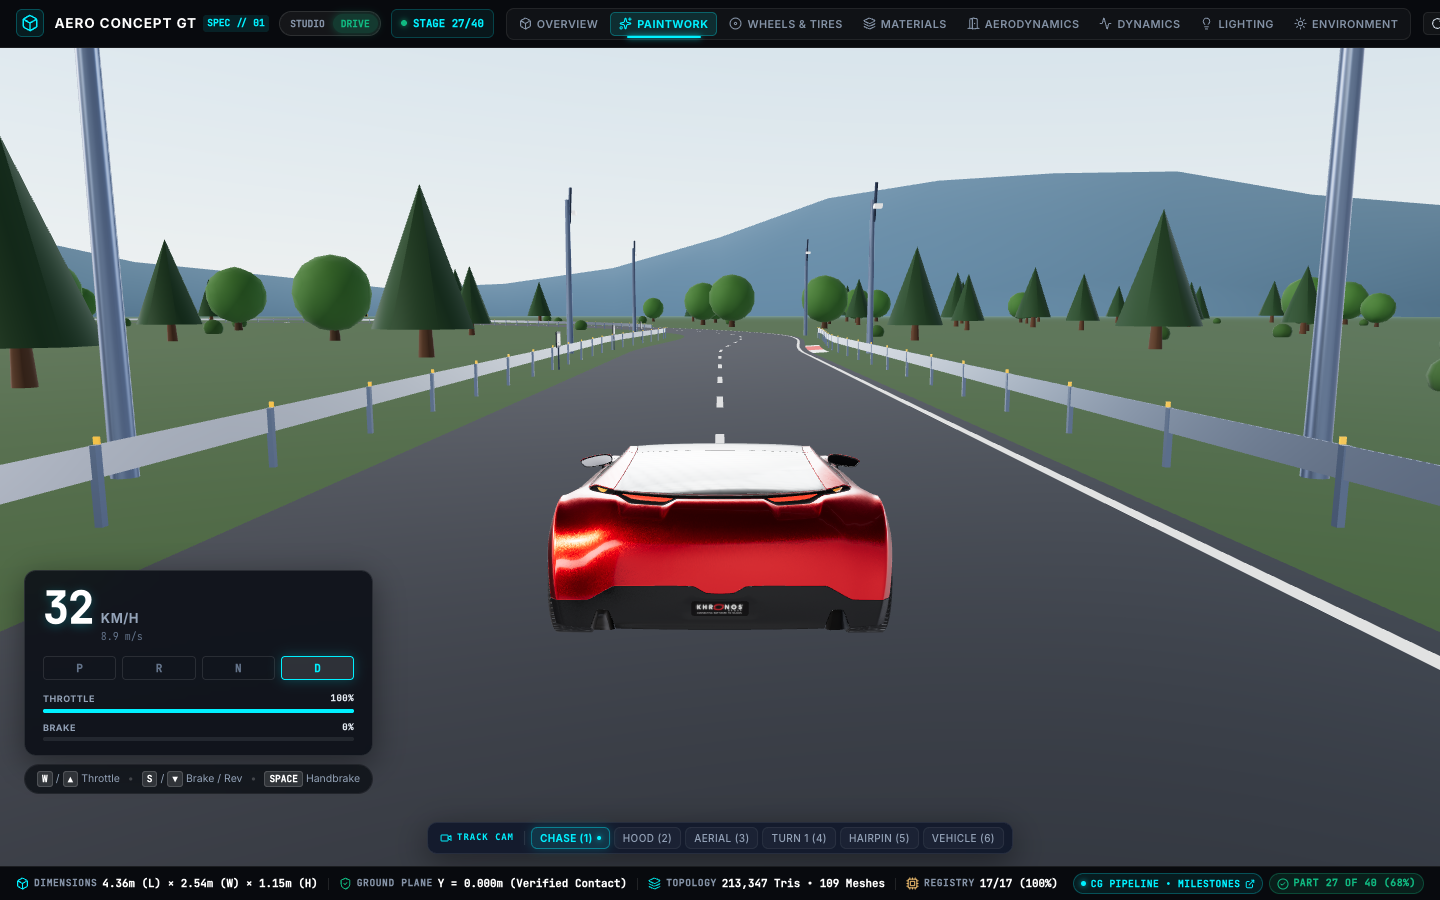 AERO CONCEPT GT SPEC // 01 STUDIO DRIVE STAGE 27/40 OVERVIEW PAINTWORK WHEELS & TIRES MATERIALS AERODYNAMICS DYNAMICS LIGHTING ENVIRONMENT
KHRONOS
32 KM/H
8.9 m/s
P R N D
THROTTLE 100%
BRAKE 0%
W / ▲ Throttle • S / ▼ Brake / Rev • SPACE Handbrake
TRACK CAM CHASE (1) • HOOD (2) AERIAL (3) TURN 1 (4) HAIRPIN (5) VEHICLE (6)
DIMENSIONS 4.36m (L) × 2.54m (W) × 1.15m (H) GROUND PLANE Y = 0.000m (Verified Contact) TOPOLOGY 213,347 Tris • 109 Meshes REGISTRY 17/17 (100%) CG PIPELINE • MILESTONES PART 27 OF 40 (68%)